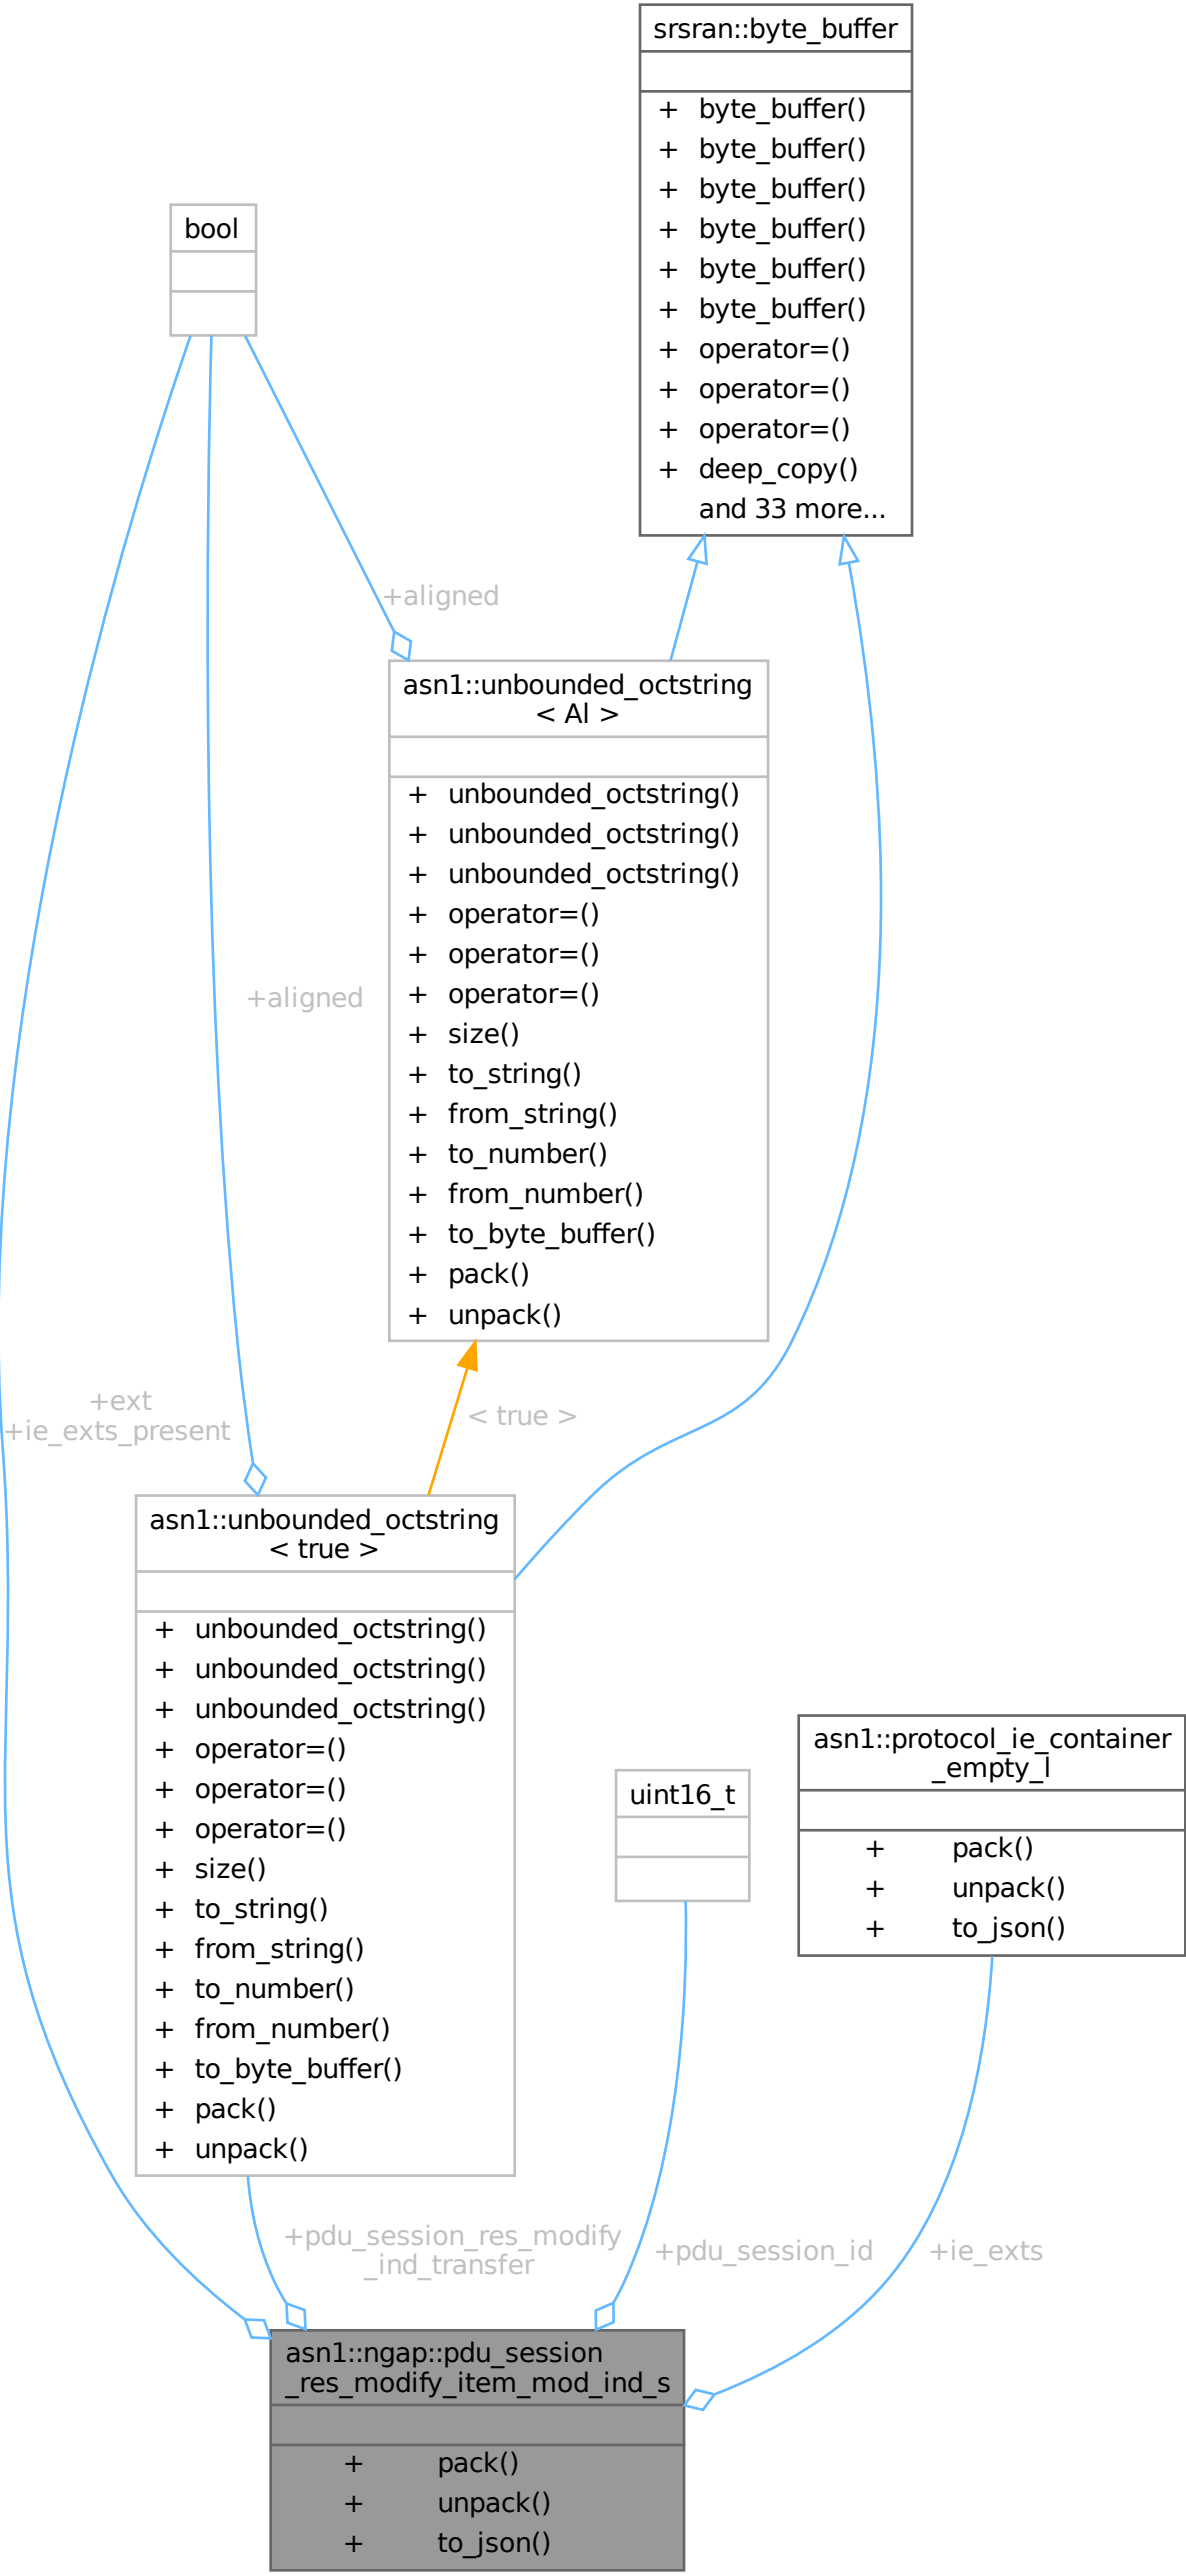 srsran::byte_buffer
+ byte_buffer()
+ byte_buffer()
+ byte_buffer()
+ byte_buffer()
+ byte_buffer()
+ byte_buffer()
+ operator=()
+ operator=()
+ operator=()
+ deep_copy()
and 33 more...
bool
+aligned
asn1::unbounded_octstring
< Al >
+ unbounded_octstring()
+ unbounded_octstring()
+ unbounded_octstring()
+ operator=()
+ operator=()
+ operator=()
+ size()
+ to_string()
+ from_string()
+ to_number()
+ from_number()
+ to_byte_buffer()
+ pack()
+ unpack()
+aligned
+ext
+ie_exts_present
< true >
asn1::unbounded_octstring
< true >
+ unbounded_octstring()
+ unbounded_octstring()
+ unbounded_octstring()
+ operator=()
+ operator=()
+ operator=()
+ size()
+ to_string()
+ from_string()
+ to_number()
+ from_number()
+ to_byte_buffer()
+ pack()
+ unpack()
uint16_t
asn1::protocol_ie_container
_empty_l
+ pack()
+ unpack()
+ to_json()
+pdu_session_res_modify
_ind_transfer
+pdu_session_id
+ie_exts
asn1::ngap::pdu_session
_res_modify_item_mod_ind_s
+ pack()
+ unpack()
+ to_json()